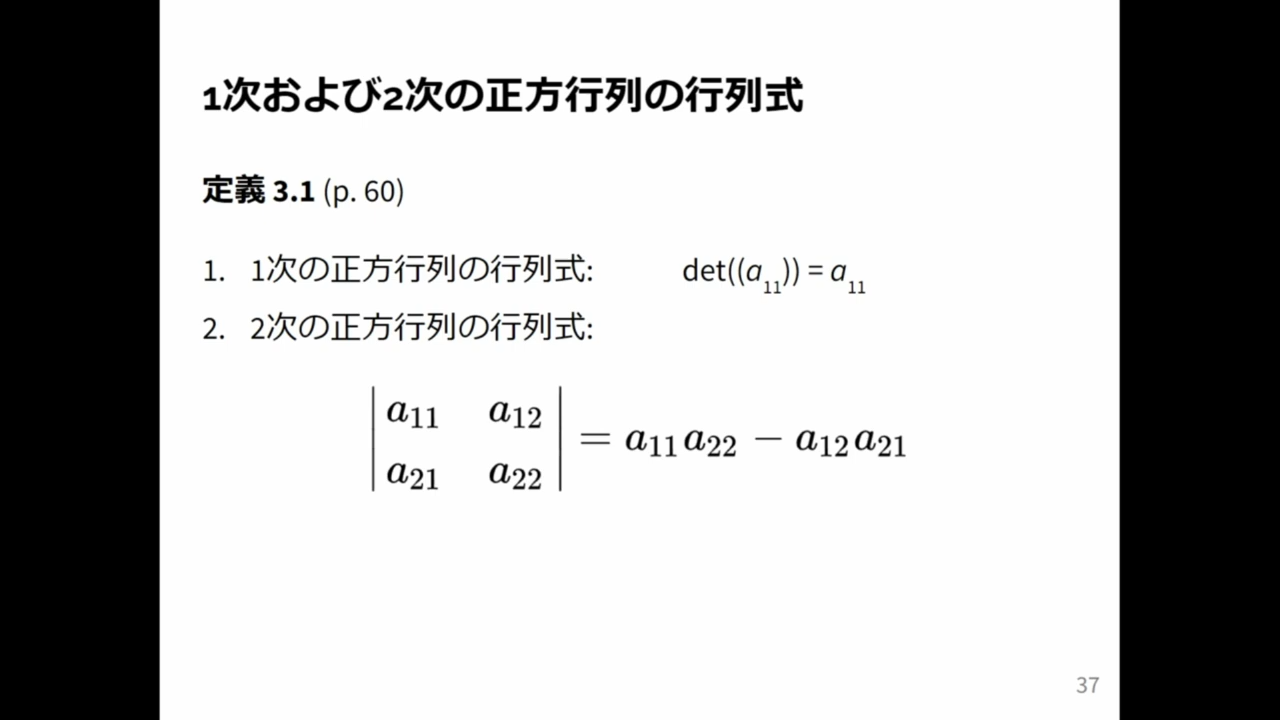 1次および2次の正方行列の行列式
定義 3.1 (p. 60)
1. 1次の正方行列の行列式: det((a₁₁)) = a₁₁
2. 2次の正方行列の行列式:
| a₁₁ a₁₂ |
| a₂₁ a₂₂ | = a₁₁a₂₂ − a₁₂a₂₁
37